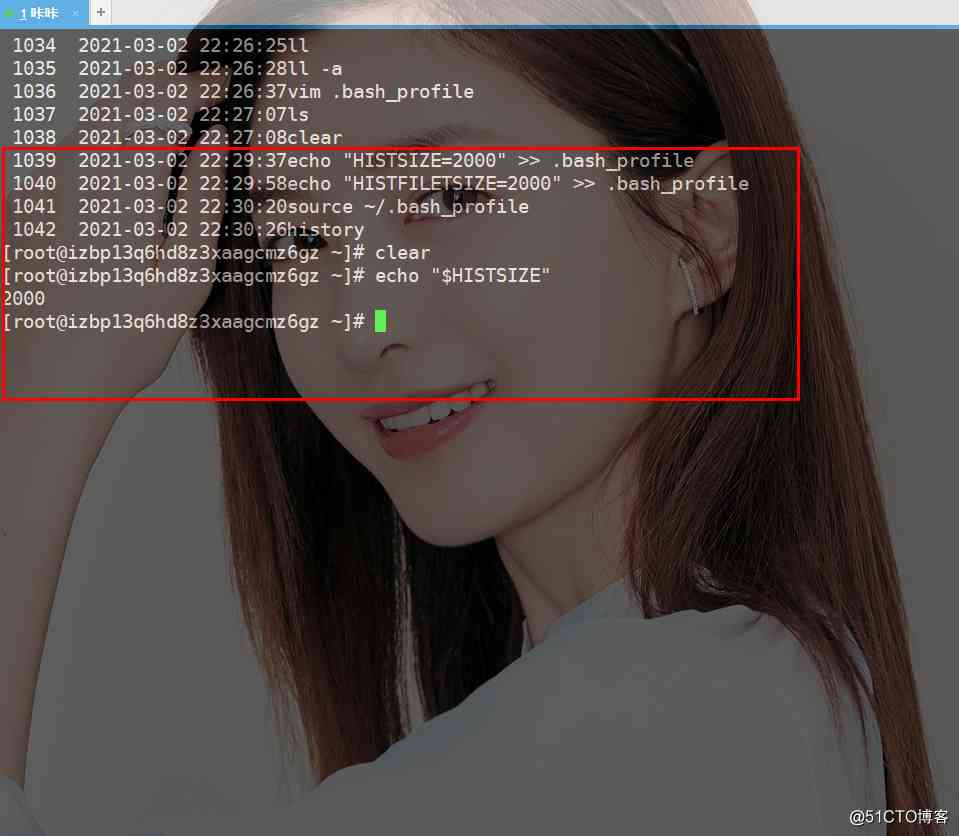 1 咔咔 × +
1034 2021-03-02 22:26:25ll
1035 2021-03-02 22:26:28ll -a
1036 2021-03-02 22:26:37vim .bash_profile
1037 2021-03-02 22:27:07ls
1038 2021-03-02 22:27:08clear
1039 2021-03-02 22:29:37echo "HISTSIZE=2000" >> .bash_profile
1040 2021-03-02 22:29:58echo "HISTFILETSIZE=2000" >> .bash_profile
1041 2021-03-02 22:30:20source ~/.bash_profile
1042 2021-03-02 22:30:26history
[root@izbp13q6hd8z3xaagcmz6gz ~]# clear
[root@izbp13q6hd8z3xaagcmz6gz ~]# echo "$HISTSIZE"
2000
[root@izbp13q6hd8z3xaagcmz6gz ~]#
@51CTO博客